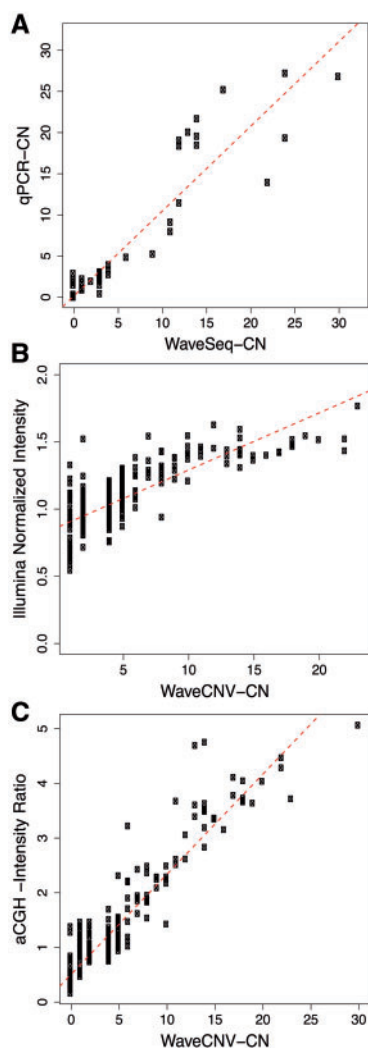 A
qPCR-CN
30
25
20
15
10
5
0
0 5 10 15 20 25 30
WaveSeq-CN
B
Illumina Normalized Intensity
2.0
1.5
1.0
0.5
0.0
5 10 15 20
WaveCNV-CN
C
aCGH -Intensity Ratio
5
4
3
2
1
0
0 5 10 15 20 25 30
WaveCNV-CN